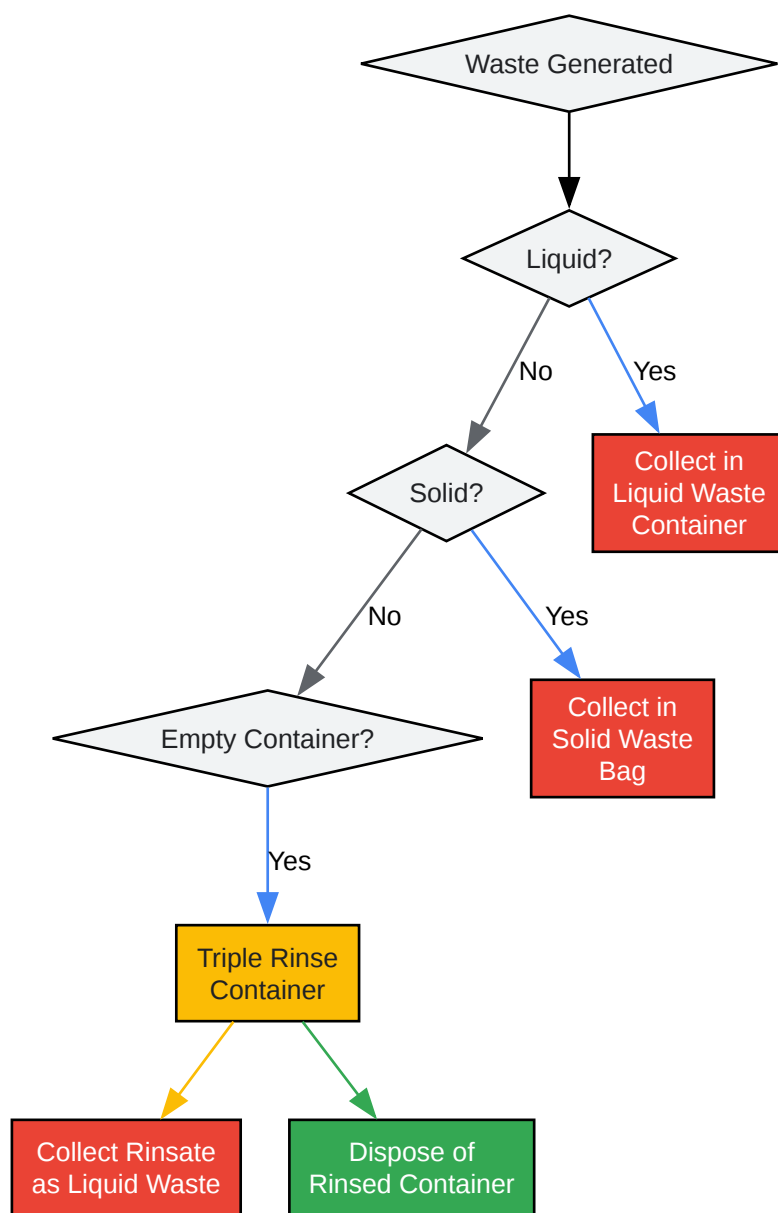 Waste Generated
Liquid?
No
Yes
Collect in
Liquid Waste
Container
Solid?
No
Yes
Collect in
Solid Waste
Bag
Empty Container?
Yes
Triple Rinse
Container
Collect Rinsate
as Liquid Waste
Dispose of
Rinsed Container